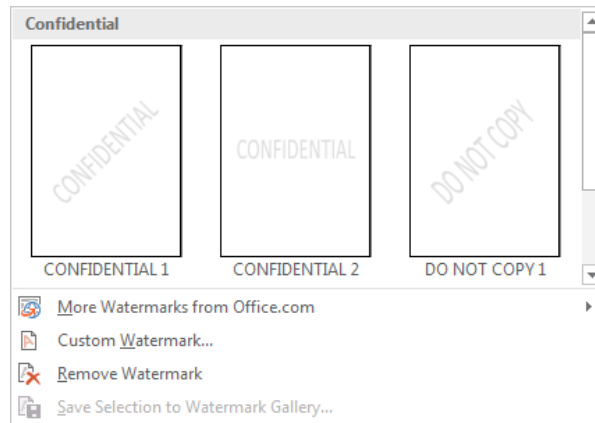 Confidential
CONFIDENTIAL
CONFIDENTIAL
DO NOT COPY
CONFIDENTIAL 1
CONFIDENTIAL 2
DO NOT COPY 1
More Watermarks from Office.com
Custom Watermark...
Remove Watermark
Save Selection to Watermark Gallery...